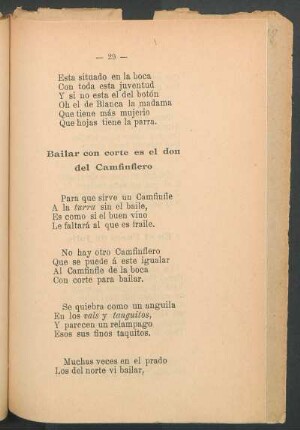 — 29 —
Esta situado en la boca
Con toda esta juventud
Y si no esta el del botón
Oh el de Blanca la madama
Que tiene más mujerio
Que hojas tiene la parra.
Bailar con corte es el don
del Camfinflero
Para que sirve un Camfinfle
A la turra sin el baile,
Es como si el buen vino
Le faltará al que es fraile.
No hay otro Camfinflero
Que se puede á este igualar
Al Camfinfle de la boca
Con corte para bailar.
Se quiebra como un anguila
En los vals y tanguitos,
Y parecen un relampago
Esos sus finos taquitos.
Muchas veces en el prado
Los del norte vi bailar,